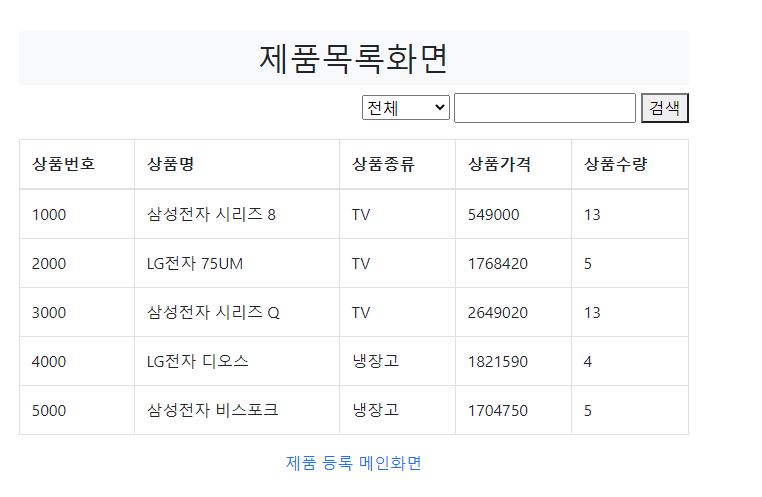 제품목록화면
전체 검색
상품번호 상품명 상품종류 상품가격 상품수량
1000 삼성전자 시리즈 8 TV 549000 13
2000 LG전자 75UM TV 1768420 5
3000 삼성전자 시리즈 Q TV 2649020 13
4000 LG전자 디오스 냉장고 1821590 4
5000 삼성전자 비스포크 냉장고 1704750 5
제품 등록 메인화면